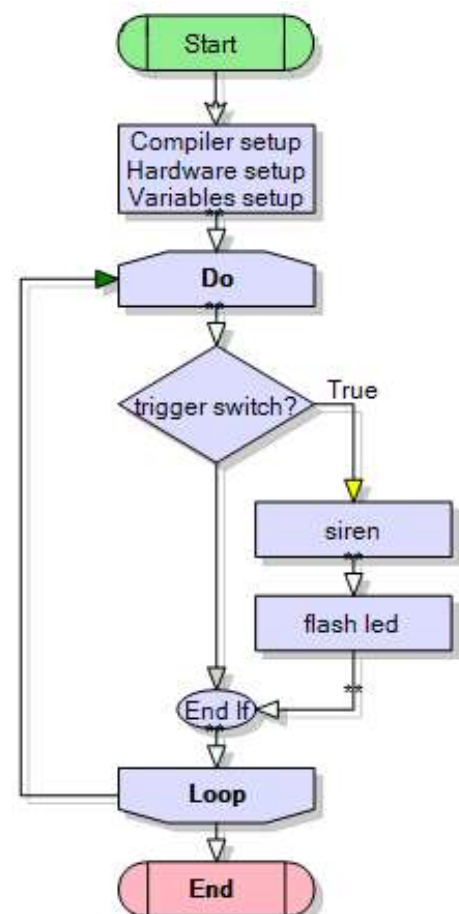 Start
Compiler setup
Hardware setup
Variables setup
**
Do
**
trigger switch?
True
siren
**
flash led
**
End If
**
Loop
End